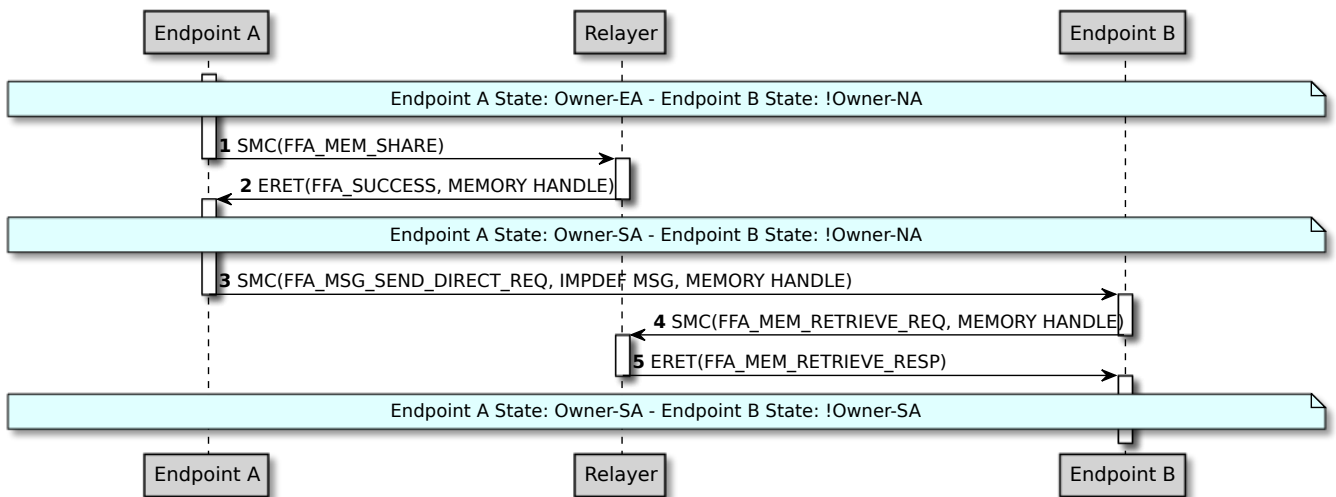 Endpoint A Relayer Endpoint B
Endpoint A State: Owner-EA - Endpoint B State: !Owner-NA
1 SMC(FFA_MEM_SHARE)
2 ERET(FFA_SUCCESS, MEMORY HANDLE)
Endpoint A State: Owner-SA - Endpoint B State: !Owner-NA
3 SMC(FFA_MSG_SEND_DIRECT_REQ, IMPDEF MSG, MEMORY HANDLE)
4 SMC(FFA_MEM_RETRIEVE_REQ, MEMORY HANDLE)
5 ERET(FFA_MEM_RETRIEVE_RESP)
Endpoint A State: Owner-SA - Endpoint B State: !Owner-SA
Endpoint A Relayer Endpoint B